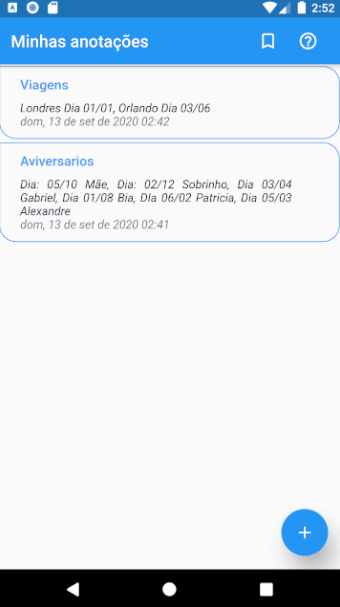 2:52
Minhas anotações
Viagens
Londres Dia 01/01, Orlando Dia 03/06
dom, 13 de set de 2020 02:42
Aviversarios
Dia: 05/10 Mãe, Dia: 02/12 Sobrinho, Dia 03/04
Gabriel, Dia 01/08 Bia, DIa 06/02 Patricia, Dia 05/03
Alexandre
dom, 13 de set de 2020 02:41